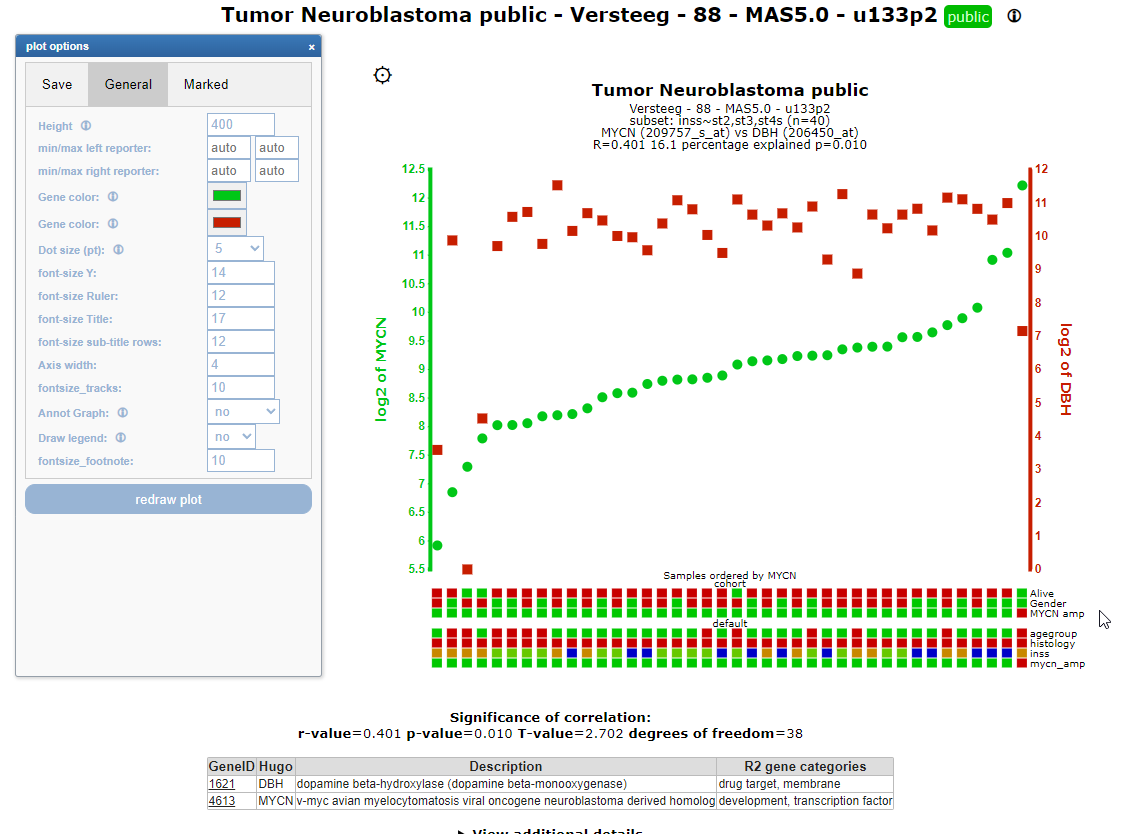 Tumor Neuroblastoma public - Versteeg - 88 - MAS5.0 - u133p2 public
plot options ×
Save General Marked
Height 400
min/max left reporter: auto auto
min/max right reporter: auto auto
Gene color:
Gene color:
Dot size (pt): 5
font-size Y: 14
font-size Ruler: 12
font-size Title: 17
font-size sub-title rows: 12
Axis width: 4
fontsize_tracks: 10
Annot Graph: no
Draw legend: no
fontsize_footnote: 10
redraw plot
Tumor Neuroblastoma public
Versteeg - 88 - MAS5.0 - u133p2
subset: inss~st2,st3,st4s (n=40)
MYCN (209757_s_at) vs DBH (206450_at)
R=0.401 16.1 percentage explained p=0.010
log2 of MYCN
12.5
12
11.5
11
10.5
10
9.5
9
8.5
8
7.5
7
6.5
6
5.5
12
11
10
9
8
7
6
5
4
3
2
1
0
log2 of DBH
Samples ordered by MYCN
cohort
Alive
Gender
MYCN amp
default
agegroup
histology
inss
mycn_amp
Significance of correlation:
r-value=0.401 p-value=0.010 T-value=2.702 degrees of freedom=38
GeneID Hugo Description R2 gene categories
1621 DBH dopamine beta-hydroxylase (dopamine beta-monooxygenase) drug target, membrane
4613 MYCN v-myc avian myelocytomatosis viral oncogene neuroblastoma derived homolog development, transcription factor
View additional details